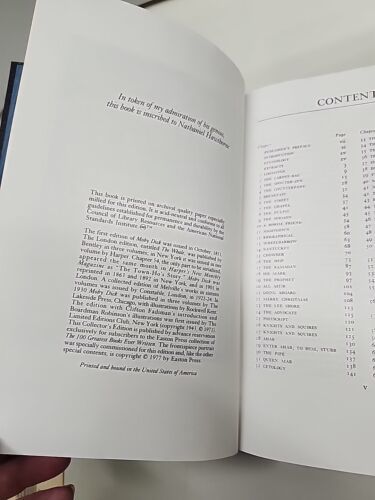 In token of my admiration of his genius,
this book is inscribed to Nathaniel Hawthorne
This book is printed on archival quality paper especially
milled for this edition. It is acid-neutral and conforms to all
guidelines established for permanence and durability by the
Council of Library Resources and the American National
Standards Institute.
The first edition of Moby Dick was issued in October, 1851.
The London edition, entitled The Whale, was published by
Bentley in three volumes, in New York it was issued in one
volume by Harper Chapter 54, the only part to be serialized,
appeared the same month in Harper's New Monthly
Magazine as "The Town-Ho's Story." Moby Dick was
reprinted in 1863 and 1892 in New York, and in 1901 in
London. A collected edition of Melville's work in sixteen
volumes was issued by Constable, London, in 1922-24. In
1930 Moby Dick was published in three volumes by The
Lakeside Press, Chicago, with illustrations by Rockwell Kent.
The edition with Clifton Fadiman's introduction and
Boardman Robinson's illustrations was first issued by The
Limited Editions Club, New York (copyright © 1943).
This Collector's Edition is published by advance reservation
exclusively for subscribers to the Easton Press collection of
The 100 Greatest Books Ever Written. The frontispiece portrait
was specially commissioned for this edition and, like the other
special contents, is copyright © 1977 by Easton Press.
Printed and bound in the United States of America
CONTENT
Chapter Page Chapter
PUBLISHER'S PREFACE vii
INTRODUCTION
ETYMOLOGY
EXTRACTS
LOOMINGS
THE CARPET-BAG
THE SPOUTER-INN
THE COUNTERPANE
BREAKFAST
THE STREET
THE CHAPEL
THE PULPIT
THE SERMON
A BOSOM FRIEND
NIGHTGOWN
BIOGRAPHICAL
WHEELBARROW
NANTUCKET
CHOWDER
THE SHIP
THE RAMADAN
HIS MARK
THE PROPHET
ALL ASTIR
GOING ABOARD
MERRY CHRISTMAS
THE LEE SHORE
THE ADVOCATE
POSTSCRIPT
KNIGHTS AND SQUIRES
KNIGHTS AND SQUIRES
AHAB
ENTER AHAB; TO HIM, STUBB
THE PIPE
QUEEN MAB
32 CETOLOGY 141
v